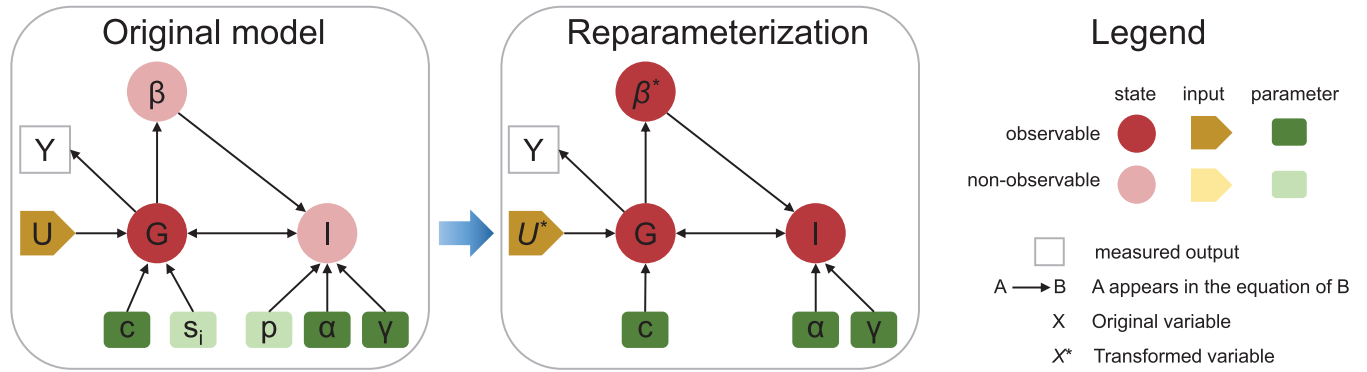 Original model
β
Y
U
G
I
c
s_i
p
α
γ
Reparameterization
β*
Y
U*
G
I
c
α
γ
Legend
state input parameter
observable
non-observable
measured output
A B A appears in the equation of B
X Original variable
X* Transformed variable